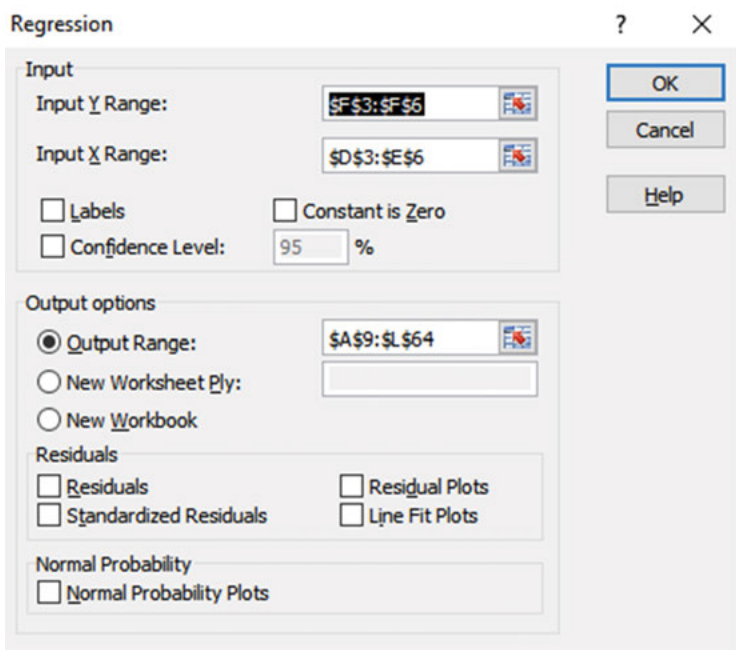 Regression ? ×
Input
Input Y Range: $F$3:$F$6
Input X Range: $D$3:$E$6
Labels Constant is Zero
Confidence Level: 95 %
OK
Cancel
Help
Output options
Output Range: $A$9:$L$64
New Worksheet Ply:
New Workbook
Residuals
Residuals Residual Plots
Standardized Residuals Line Fit Plots
Normal Probability
Normal Probability Plots